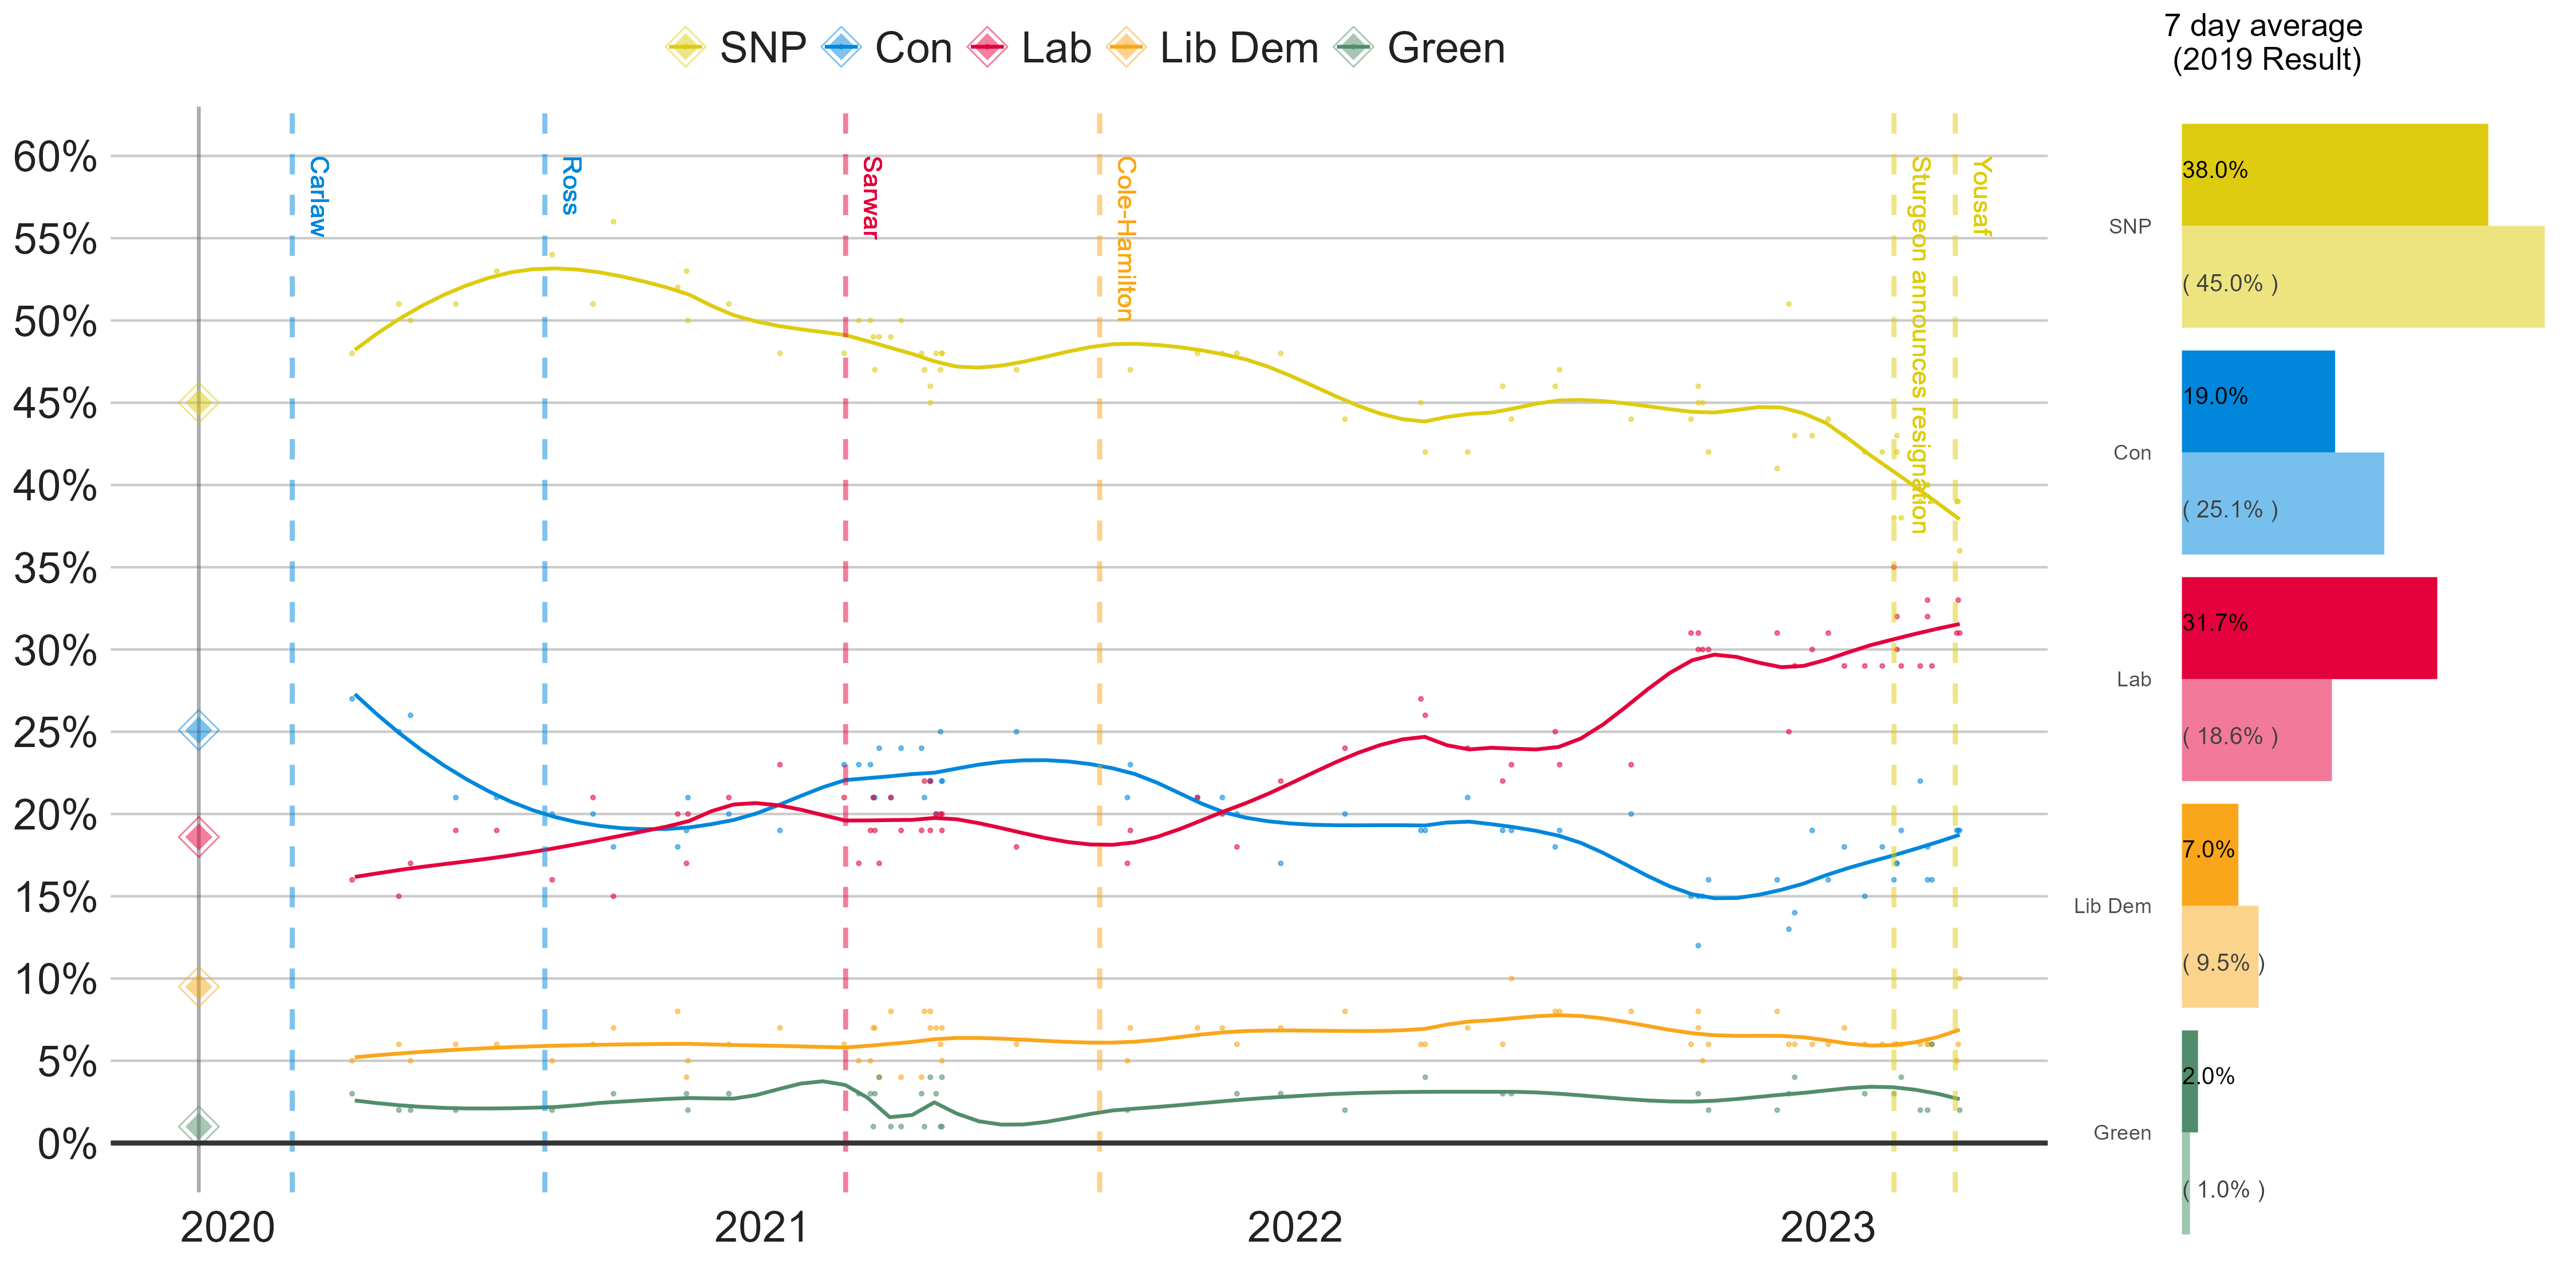 SNP Con Lab Lib Dem Green
7 day average
(2019 Result)
60%
55%
50%
45%
40%
35%
30%
25%
20%
15%
10%
5%
0%
Carlaw
Ross
Sarwar
Cole-Hamilton
Sturgeon announces resignation
Yousaf
2020 2021 2022 2023
SNP
38.0%
( 45.0% )
Con
19.0%
( 25.1% )
Lab
31.7%
( 18.6% )
Lib Dem
7.0%
( 9.5% )
Green
2.0%
( 1.0% )